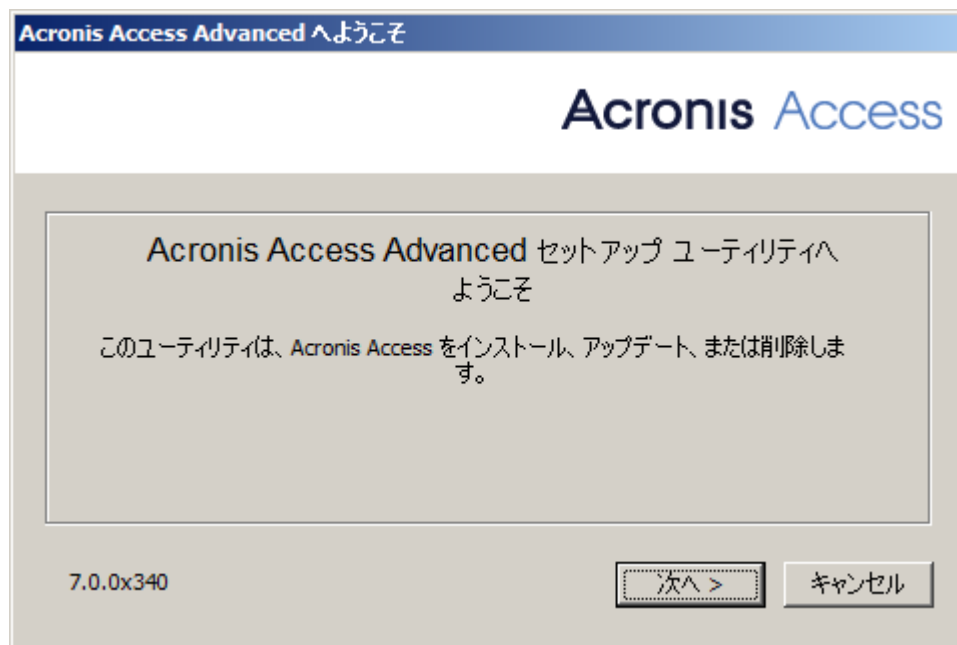 Acronis Access Advanced へようこそ
Acronis Access
Acronis Access Advanced セットアップ ユーティリティへ
ようこそ
このユーティリティは、Acronis Access をインストール、アップデート、または削除しま
す。
7.0.0x340
次へ >
キャンセル